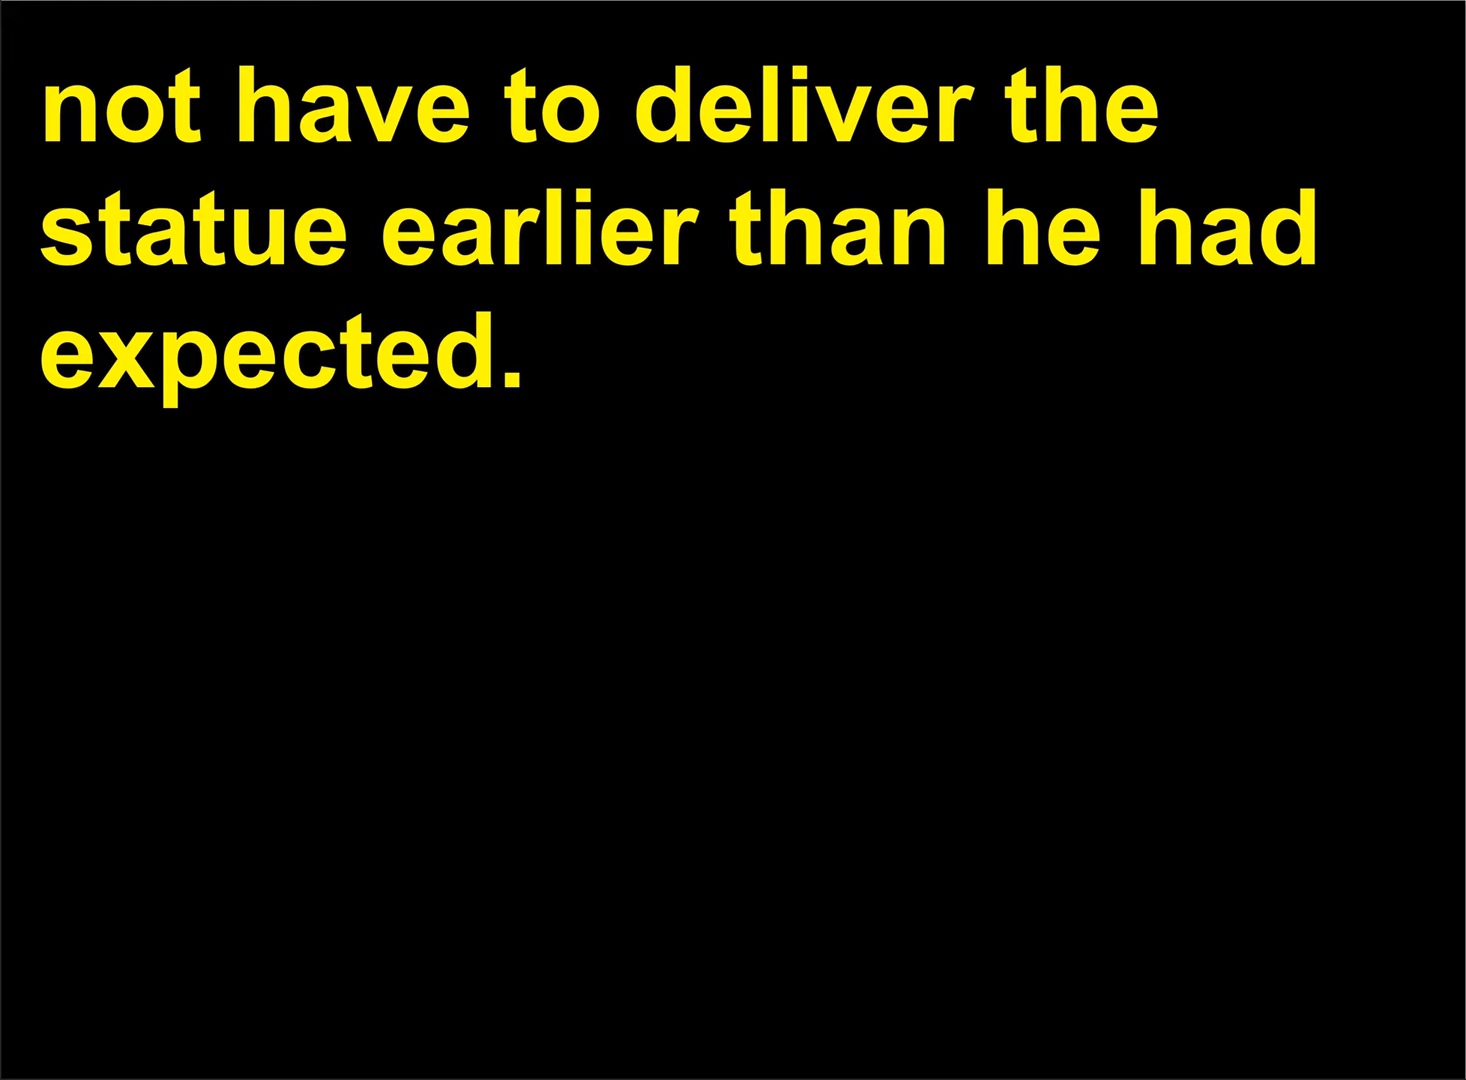 not have to deliver the
statue earlier than he had
expected.